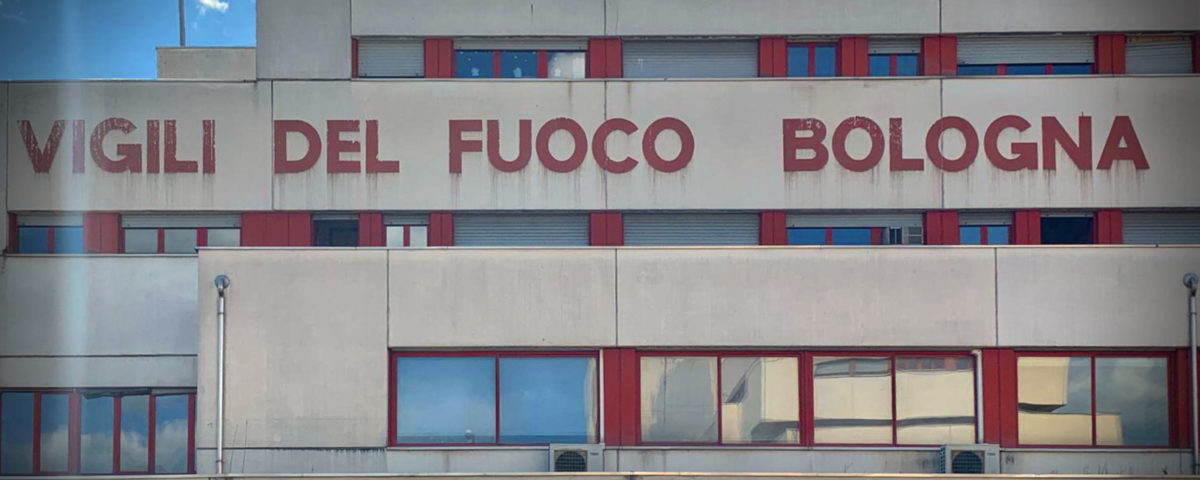 VIGILI DEL FUOCO BOLOGNA